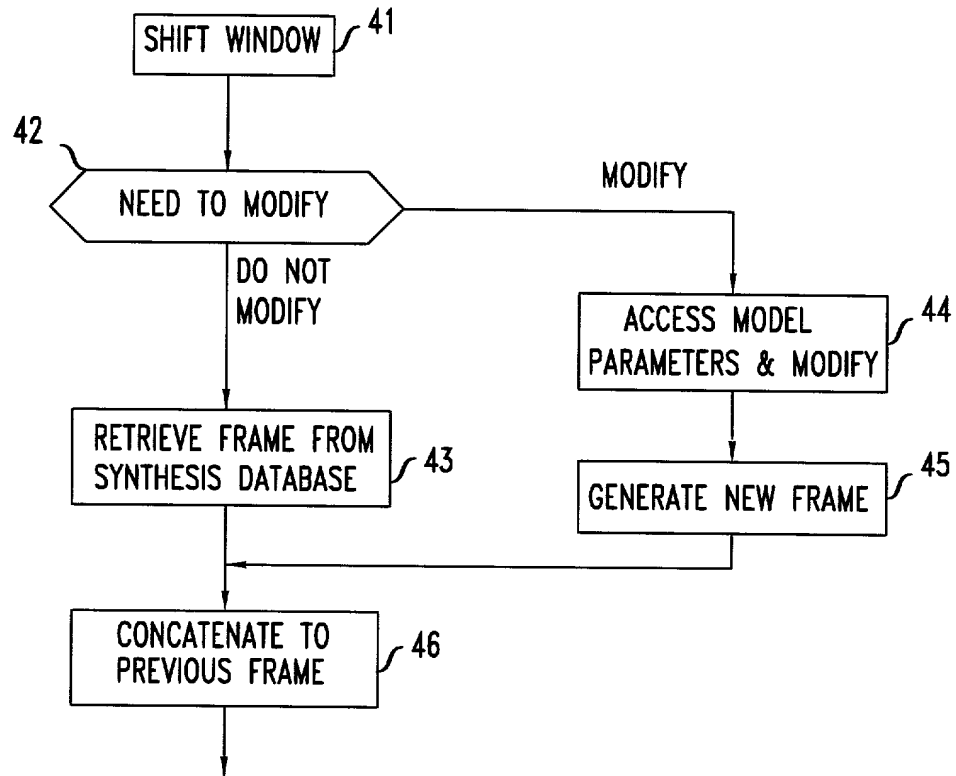 SHIFT WINDOW
41
42
NEED TO MODIFY
MODIFY
DO NOT
MODIFY
ACCESS MODEL
PARAMETERS & MODIFY
44
RETRIEVE FRAME FROM
SYNTHESIS DATABASE
43
GENERATE NEW FRAME
45
CONCATENATE TO
PREVIOUS FRAME
46